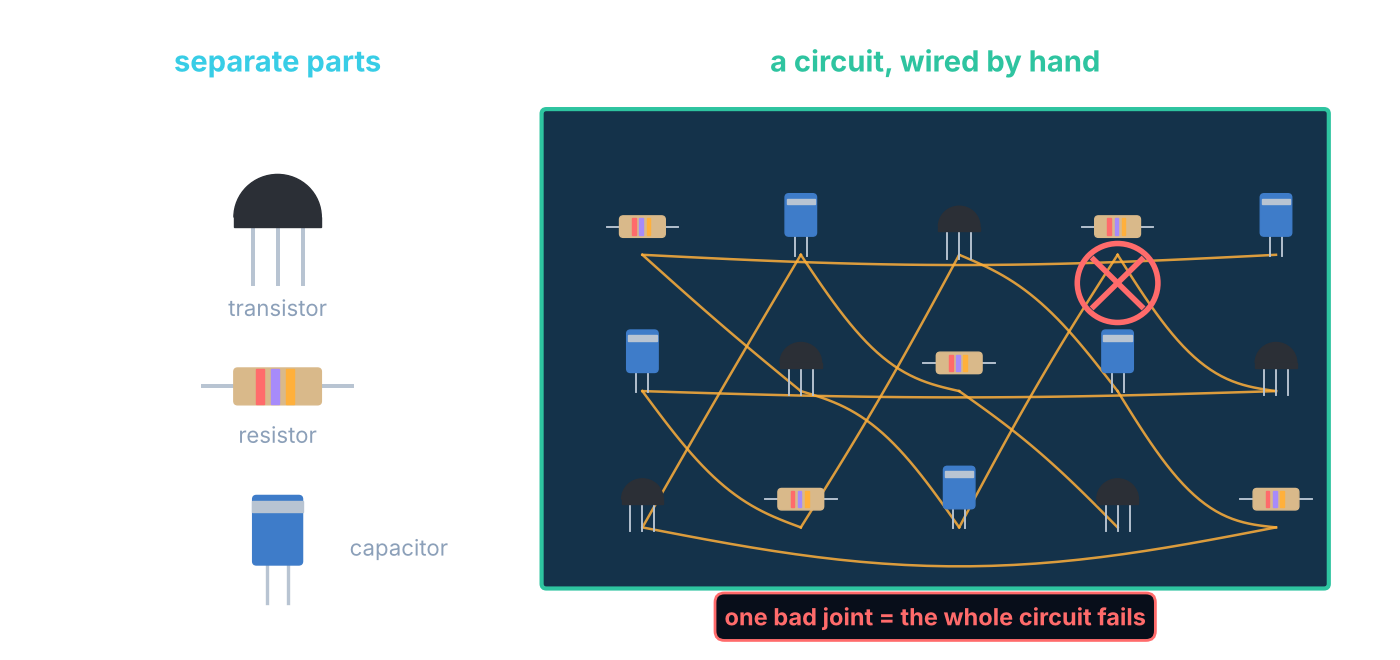 separate parts
a circuit, wired by hand
transistor
resistor
capacitor
one bad joint = the whole circuit fails